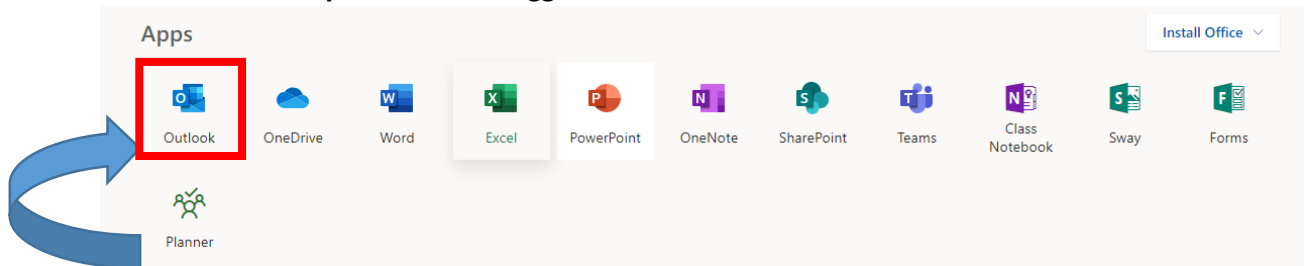 Apps
Install Office
Outlook OneDrive Word Excel PowerPoint OneNote SharePoint Teams Class Notebook Sway Forms
Planner